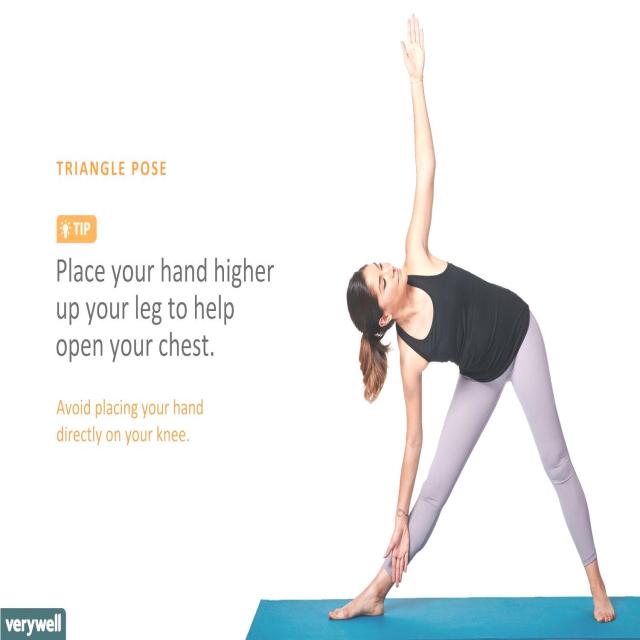 TRIANGLE POSE
TIP
Place your hand higher
up your leg to help
open your chest.
Avoid placing your hand
directly on your knee.
verywell